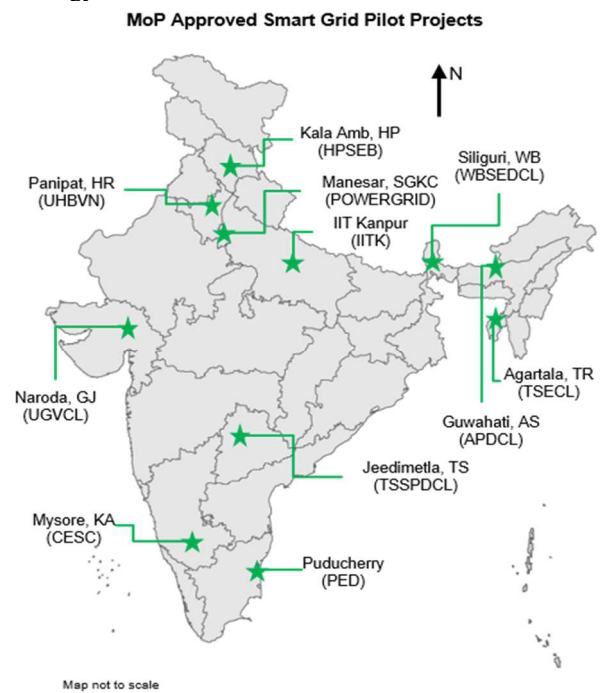 MoP Approved Smart Grid Pilot Projects
N
Kala Amb, HP
(HPSEB)
Siliguri, WB
(WBSEDCL)
Panipat, HR
(UHBVN)
Manesar, SGKC
(POWERGRID)
IIT Kanpur
(IITK)
Agartala, TR
(TSECL)
Naroda, GJ
(UGVCL)
Guwahati, AS
(APDCL)
Jeedimetla, TS
(TSSPDCL)
Mysore, KA
(CESC)
Puducherry
(PED)
Map not to scale